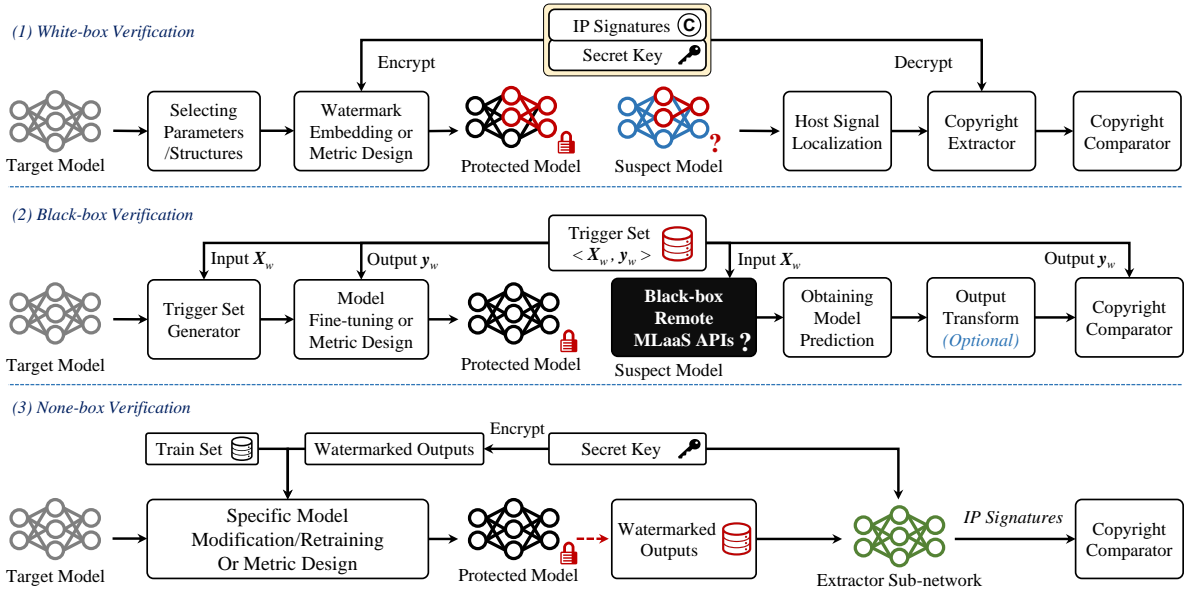 (1) White-box Verification
IP Signatures ©
Secret Key
Encrypt
Decrypt
Target Model
Selecting
Parameters
/Structures
Watermark
Embedding or
Metric Design
Protected Model
Suspect Model
?
Host Signal
Localization
Copyright
Extractor
Copyright
Comparator
(2) Black-box Verification
Trigger Set
< X_w , y_w >
Input X_w
Output y_w
Input X_w
Output y_w
Target Model
Trigger Set
Generator
Model
Fine-tuning or
Metric Design
Protected Model
Black-box
Remote
MLaaS APIs ?
Suspect Model
Obtaining
Model
Prediction
Output
Transform
(Optional)
Copyright
Comparator
(3) None-box Verification
Train Set
Watermarked Outputs
Encrypt
Secret Key
Target Model
Specific Model
Modification/Retraining
Or Metric Design
Protected Model
Watermarked
Outputs
Extractor Sub-network
IP Signatures
Copyright
Comparator